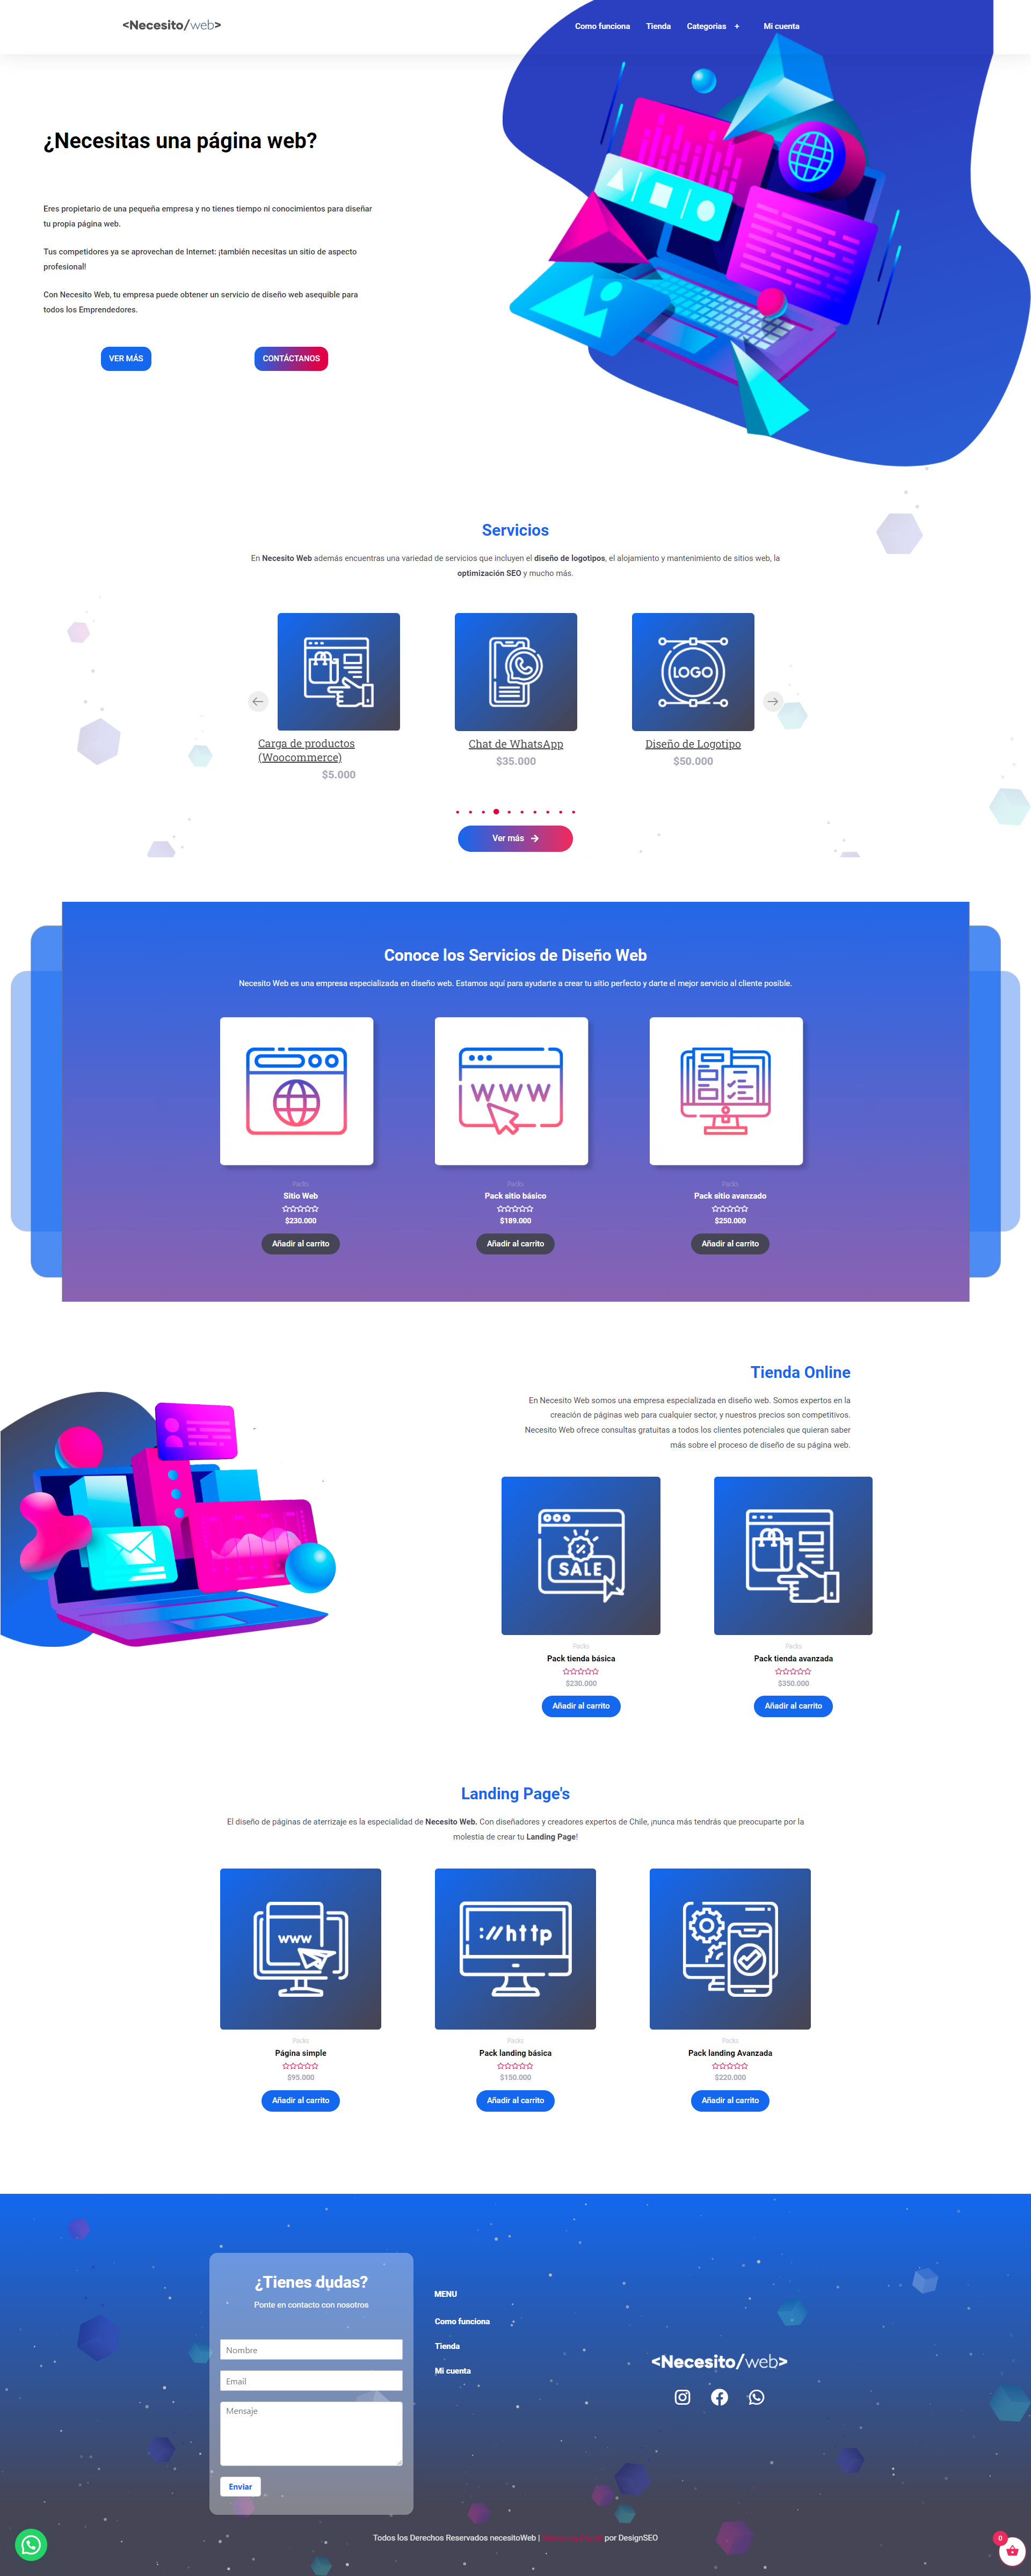 <Necesito/web>
Como funciona
Tienda
Categorias +
Mi cuenta
¿Necesitas una página web?
Eres propietario de una pequeña empresa y no tienes tiempo ni conocimientos para diseñar
tu propia página web.
Tus competidores ya se aprovechan de Internet: ¡también necesitas un sitio de aspecto
profesional!
Con Necesito Web, tu empresa puede obtener un servicio de diseño web asequible para
todos los Emprendedores.
VER MÁS
CONTÁCTANOS
Servicios
En Necesito Web además encuentras una variedad de servicios que incluyen el diseño de logotipos, el alojamiento y mantenimiento de sitios web, la
optimización SEO y mucho más.
LOGO
Carga de productos
(Woocommerce)
$5.000
Chat de WhatsApp
$35.000
Diseño de Logotipo
$50.000
Ver más
Conoce los Servicios de Diseño Web
Necesito Web es una empresa especializada en diseño web. Estamos aquí para ayudarte a crear tu sitio perfecto y darte el mejor servicio al cliente posible.
WWW
Packs
Sitio Web
$230.000
Añadir al carrito
Packs
Pack sitio básico
$189.000
Añadir al carrito
Packs
Pack sitio avanzado
$250.000
Añadir al carrito
Tienda Online
En Necesito Web somos una empresa especializada en diseño web. Somos expertos en la
creación de páginas web para cualquier sector, y nuestros precios son competitivos.
Necesito Web ofrece consultas gratuitas a todos los clientes potenciales que quieran saber
más sobre el proceso de diseño de su página web.
SALE
Packs
Pack tienda básica
$230.000
Añadir al carrito
Packs
Pack tienda avanzada
$350.000
Añadir al carrito
Landing Page's
El diseño de páginas de aterrizaje es la especialidad de Necesito Web. Con diseñadores y creadores expertos de Chile, ¡nunca más tendrás que preocuparte por la
molestia de crear tu Landing Page!
www
://http
Packs
Página simple
$95.000
Añadir al carrito
Packs
Pack landing básica
$150.000
Añadir al carrito
Packs
Pack landing Avanzada
$220.000
Añadir al carrito
¿Tienes dudas?
Ponte en contacto con nosotros
Nombre
Email
Mensaje
Enviar
MENU
Como funciona
Tienda
Mi cuenta
<Necesito/web>
Todos los Derechos Reservados necesitoWeb |
por DesignSEO
0